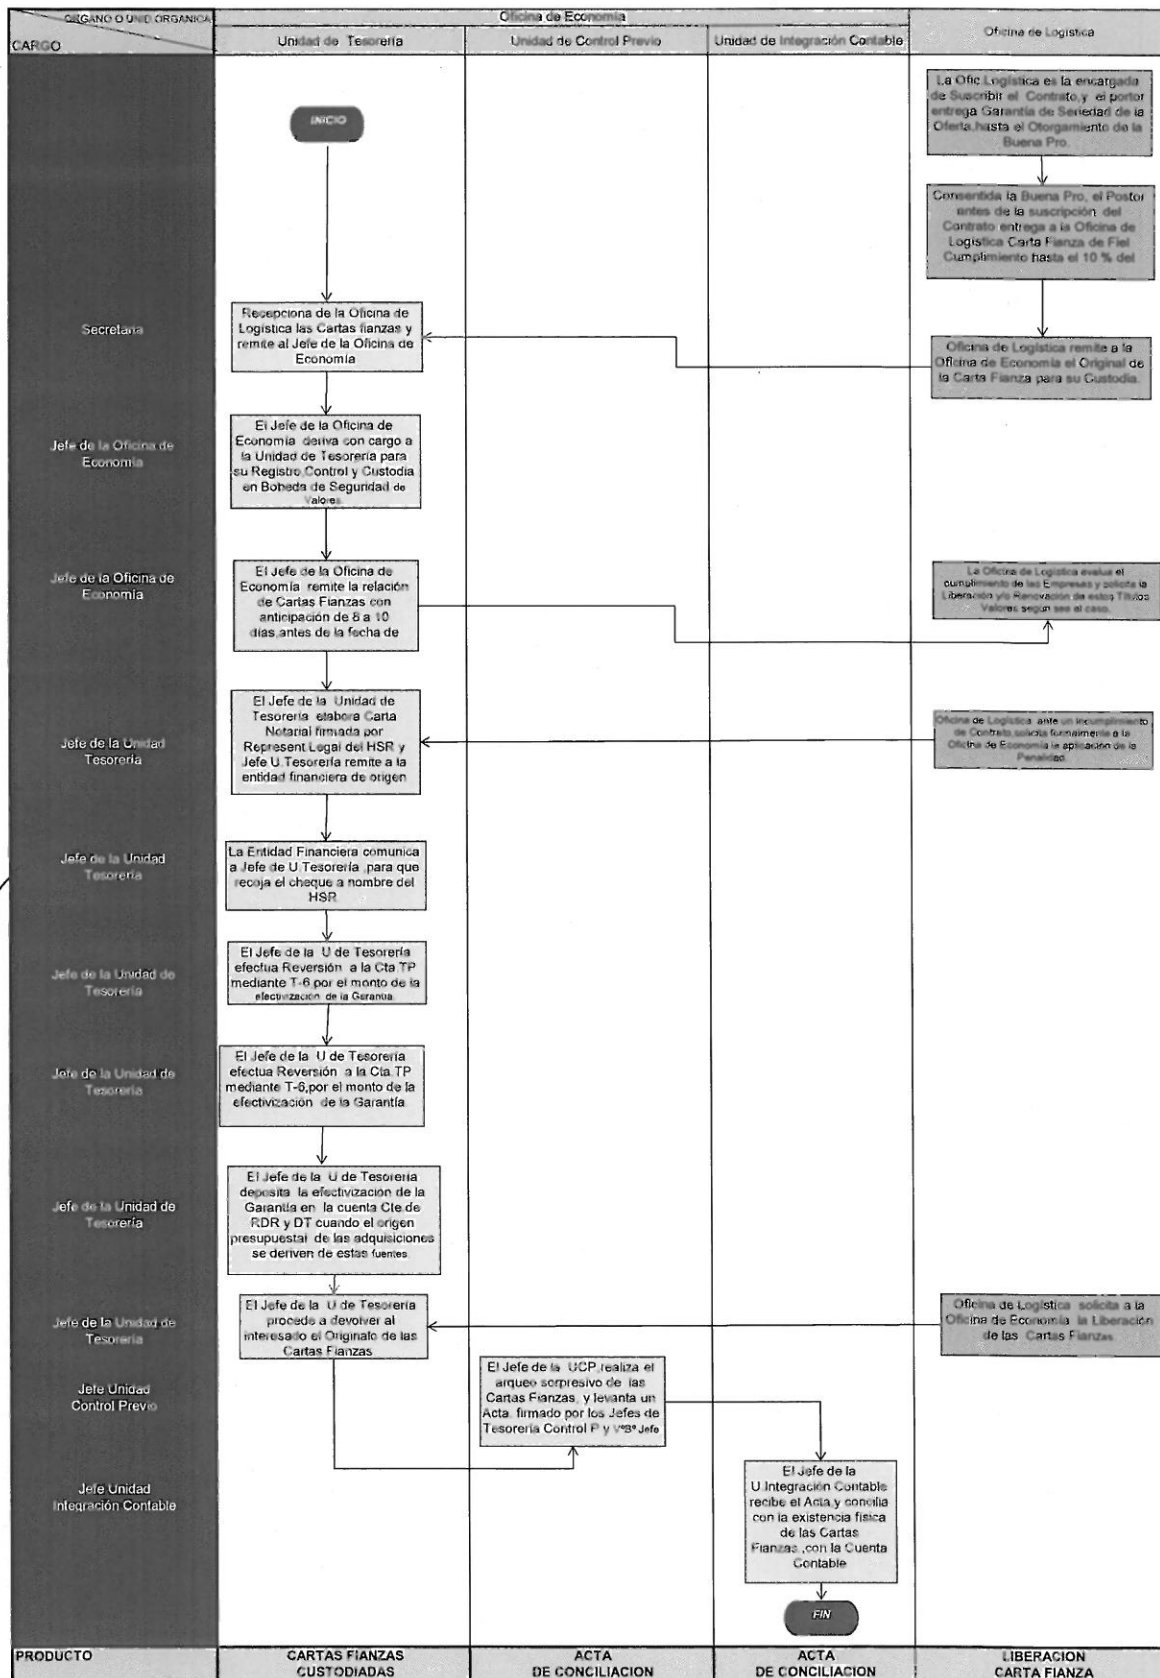 ORGANO O UNID ORGANICA
CARGO
Oficina de Economía
Unidad de Tesorería
Unidad de Control Previo
Unidad de Integración Contable
Oficina de Logística
INICIO
La Ofic.Logística es la encargada
de Suscribir el Contrato,y el portor
entrega Garantía de Seriedad de la
Oferta,hasta el Otorgamiento de la
Buena Pro.
Consentida la Buena Pro, el Postor
antes de la suscripción del
Contrato entrega a la Oficina de
Logística Carta Fianza de Fiel
Cumplimiento hasta el 10 % del
Secretaria
Recepciona de la Oficina de
Logística las Cartas fianzas y
remite al Jefe de la Oficina de
Economía
Oficina de Logística remite a la
Oficina de Economía el Original de
la Carta Fianza para su Custodia.
Jefe de la Oficina de
Economía
El Jefe de la Oficina de
Economía deriva con cargo a
la Unidad de Tesorería para
su Registro,Control y Custodia
en Bobeda de Seguridad de
Valores.
Jefe de la Oficina de
Economía
El Jefe de la Oficina de
Economía remite la relación
de Cartas Fianzas con
anticipación de 8 a 10
días,antes de la fecha de
La Oficina de Logística evalua el
cumplimiento de las Empresas y solicita la
Liberación y/o Renovación de estos Títulos
Valores según sea el caso.
Jefe de la Unidad
Tesorería
El Jefe de la Unidad de
Tesorería elabora Carta
Notarial firmada por
Represent Legal del HSR y
Jefe U.Tesorería remite a la
entidad financiera de origen
Oficina de Logística ante un incumplimiento
de Contrato,solicita formalmente a la
Oficina de Economía la aplicación de la
Penalidad.
Jefe de la Unidad
Tesorería
La Entidad Financiera comunica
a Jefe de U Tesorería para que
recoja el cheque a nombre del
HSR
Jefe de la Unidad de
Tesorería
El Jefe de la U de Tesorería
efectua Reversión a la Cta TP
mediante T-6,por el monto de la
efectivización de la Garantía.
Jefe de la Unidad de
Tesorería
El Jefe de la U de Tesorería
efectua Reversión a la Cta TP
mediante T-6,por el monto de la
efectivización de la Garantía.
Jefe de la Unidad de
Tesorería
El Jefe de la U de Tesorería
deposita la efectivización de la
Garantía en la cuenta Cte de
RDR y DT cuando el origen
presupuestal de las adquisiciones
se deriven de estas fuentes.
Jefe de la Unidad de
Tesorería
El Jefe de la U de Tesorería
procede a devolver al
interesado el Originalo de las
Cartas Fianzas
Oficina de Logística solicita a la
Oficina de Economía la Liberación
de las Cartas Fianzas.
Jefe Unidad
Control Previo
El Jefe de la UCP,realiza el
arqueo sorpresivo de las
Cartas Fianzas, y levanta un
Acta, firmado por los Jefes de
Tesorería Control P y VºBº Jefe
Jefe Unidad
Integración Contable
El Jefe de la
U.Integración Contable
recibe el Acta,y concilia
con la existencia física
de las Cartas
Fianzas ,con la Cuenta
Contable
FIN
PRODUCTO
CARTAS FIANZAS
CUSTODIADAS
ACTA
DE CONCILIACION
ACTA
DE CONCILIACION
LIBERACION
CARTA FIANZA